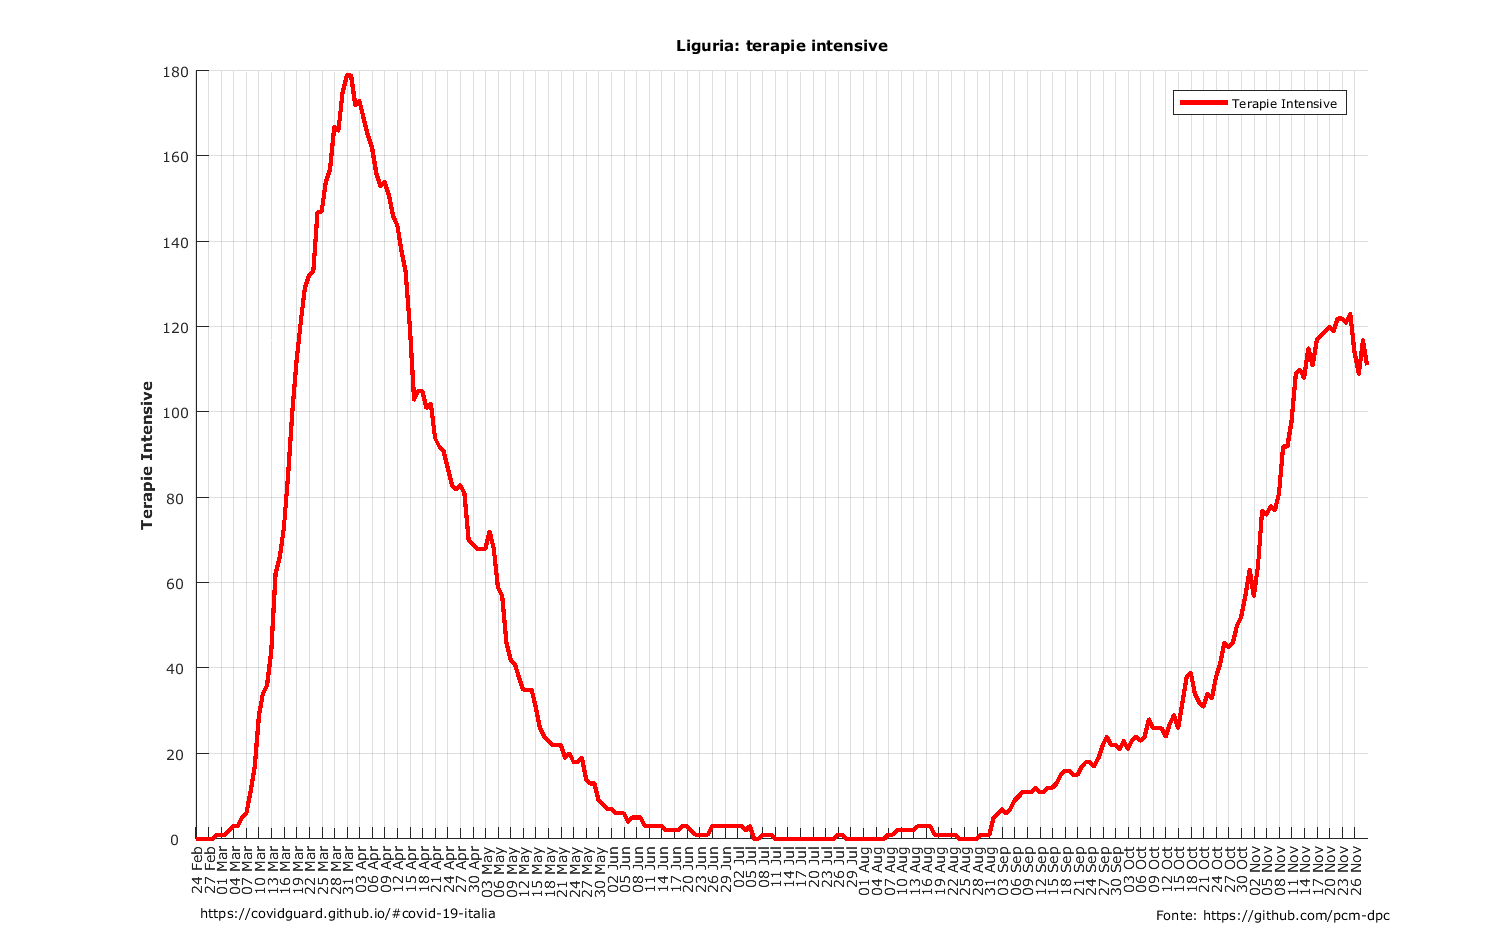 Liguria: terapie intensive
Terapie Intensive
Terapie Intensive
180
160
140
120
100
80
60
40
20
0
24 Feb
27 Feb
01 Mar
04 Mar
07 Mar
10 Mar
13 Mar
16 Mar
19 Mar
22 Mar
25 Mar
28 Mar
31 Mar
03 Apr
06 Apr
09 Apr
12 Apr
15 Apr
18 Apr
21 Apr
24 Apr
27 Apr
30 Apr
03 May
06 May
09 May
12 May
15 May
18 May
21 May
24 May
27 May
30 May
02 Jun
05 Jun
08 Jun
11 Jun
14 Jun
17 Jun
20 Jun
23 Jun
26 Jun
29 Jun
02 Jul
05 Jul
08 Jul
11 Jul
14 Jul
17 Jul
20 Jul
23 Jul
26 Jul
29 Jul
01 Aug
04 Aug
07 Aug
10 Aug
13 Aug
16 Aug
19 Aug
22 Aug
25 Aug
28 Aug
31 Aug
03 Sep
06 Sep
09 Sep
12 Sep
15 Sep
18 Sep
21 Sep
24 Sep
27 Sep
30 Sep
03 Oct
06 Oct
09 Oct
12 Oct
15 Oct
18 Oct
21 Oct
24 Oct
27 Oct
30 Oct
02 Nov
05 Nov
08 Nov
11 Nov
14 Nov
17 Nov
20 Nov
23 Nov
26 Nov
https://covidguard.github.io/#covid-19-italia
Fonte: https://github.com/pcm-dpc